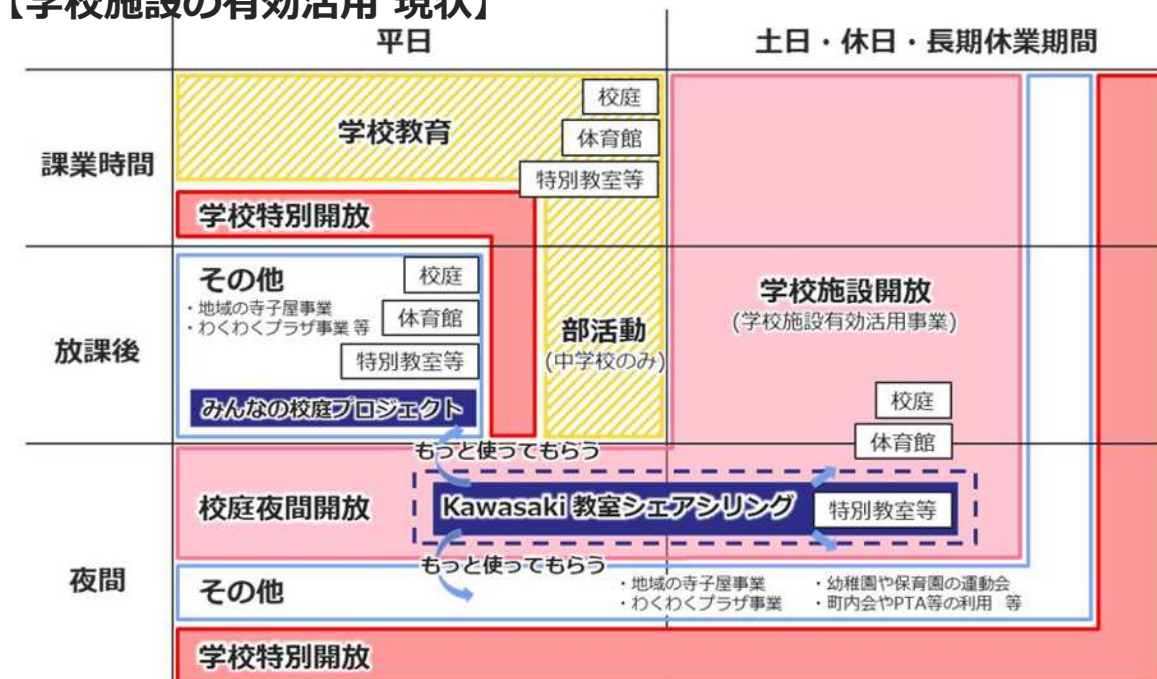 【学校施設の有効活用 現状】
平日
土日・休日・長期休業期間
課業時間
学校教育
校庭
体育館
特別教室等
学校特別開放
放課後
その他
・地域の寺子屋事業
・わくわくプラザ事業 等
校庭
体育館
特別教室等
みんなの校庭プロジェクト
部活動
(中学校のみ)
学校施設開放
(学校施設有効活用事業)
校庭
体育館
もっと使ってもらう
夜間
校庭夜間開放
Kawasaki 教室シェアシリング
特別教室等
もっと使ってもらう
その他
・地域の寺子屋事業
・わくわくプラザ事業
・幼稚園や保育園の運動会
・町内会やPTA等の利用 等
学校特別開放